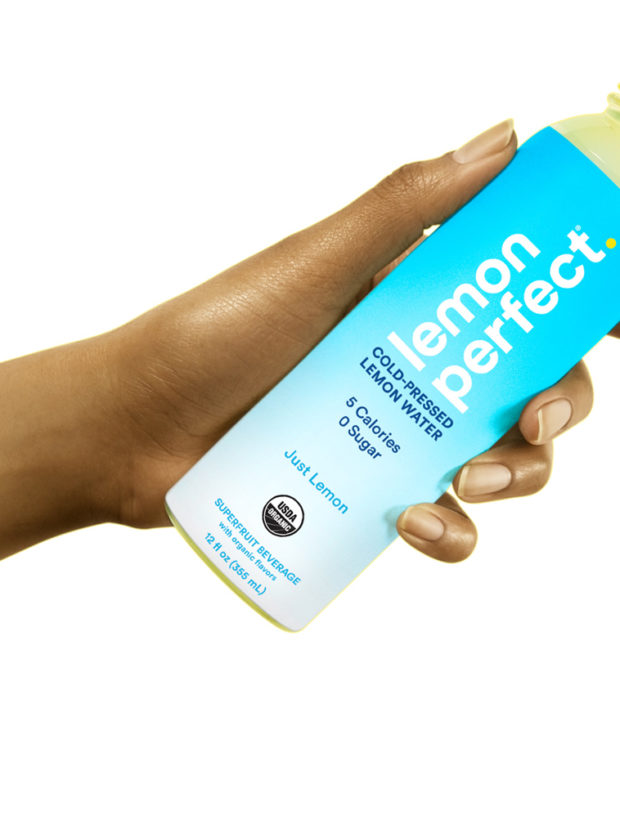 lemon
perfect.®
COLD-PRESSED
LEMON WATER
5 Calories
0 Sugar
Just Lemon
USDA
ORGANIC
SUPERFRUIT BEVERAGE
with organic flavors
12 fl oz (355 mL)